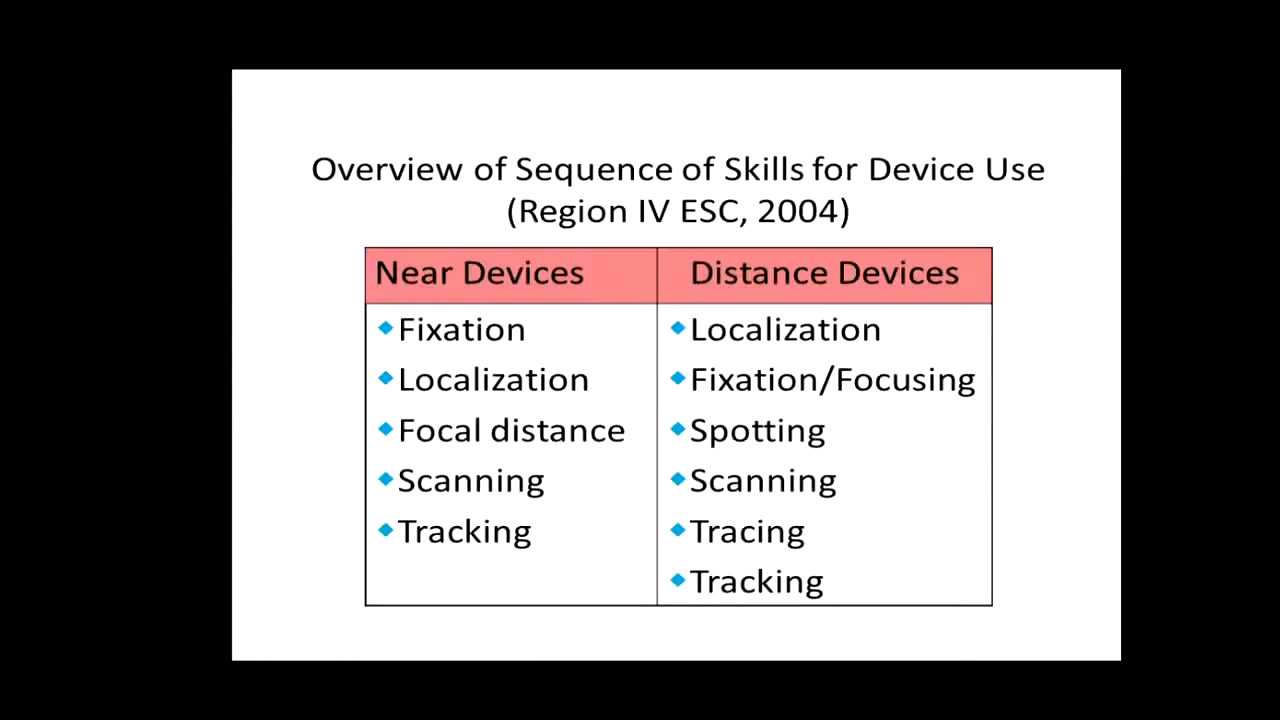 Overview of Sequence of Skills for Device Use
(Region IV ESC, 2004)
Near Devices
Fixation
Localization
Focal distance
Scanning
Tracking
Distance Devices
Localization
Fixation/Focusing
Spotting
Scanning
Tracing
Tracking